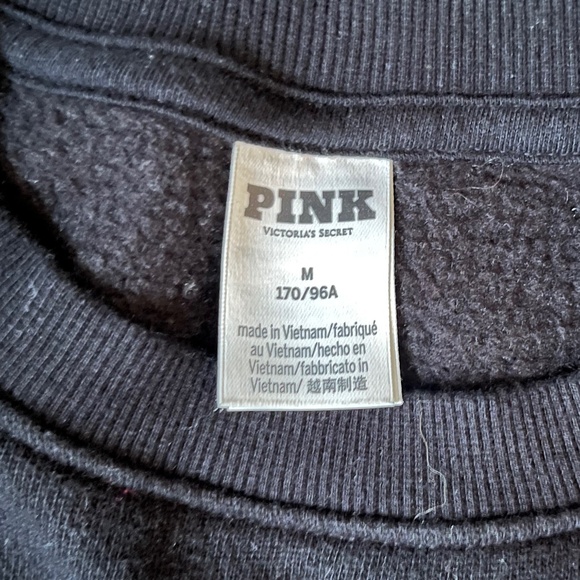 PINK
VICTORIA'S SECRET
M
170/96A
made in Vietnam/fabriqué
au Vietnam/hecho en
Vietnam/fabbricato in
Vietnam/ 越南制造